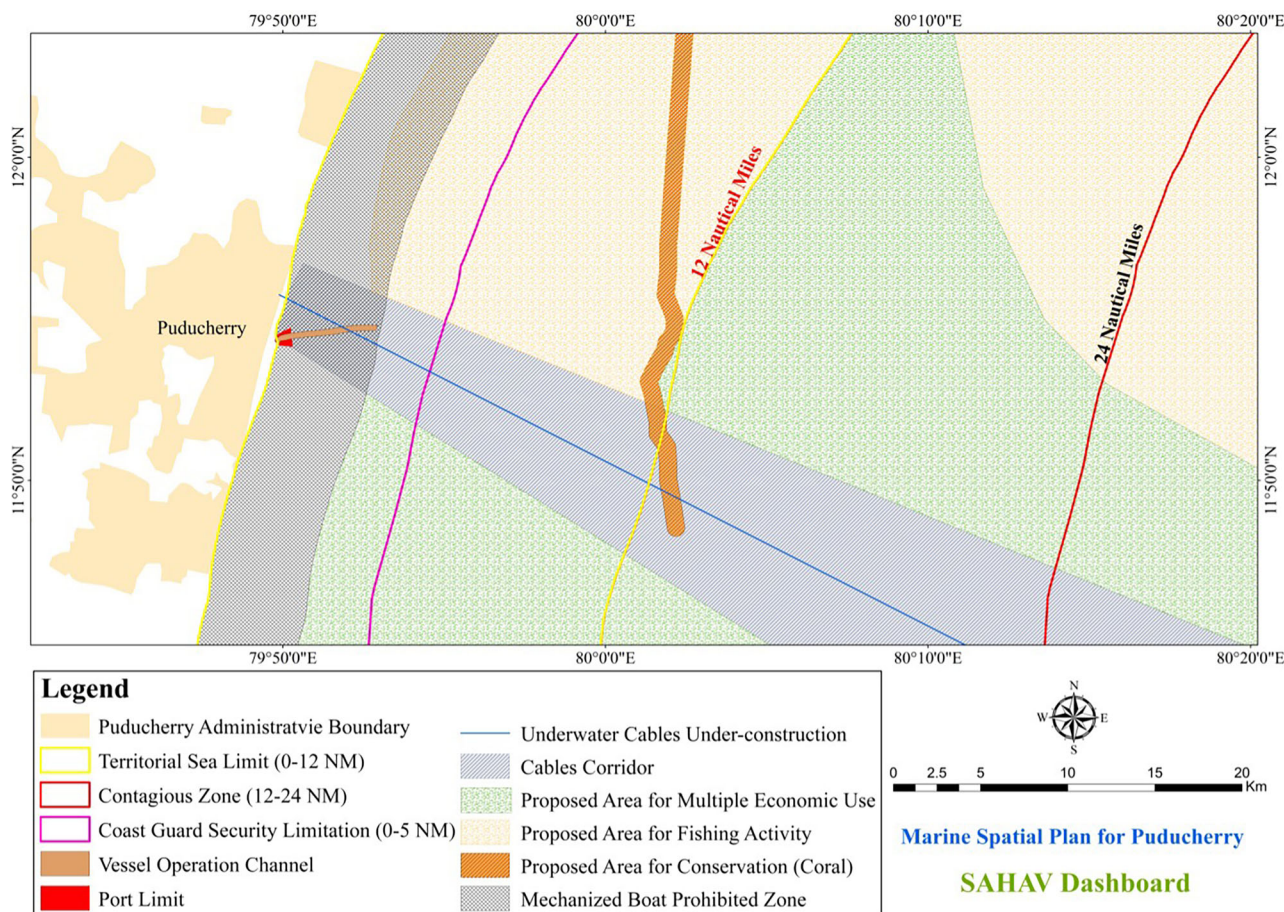 79°50'0"E 80°0'0"E 80°10'0"E 80°20'0"E
12°0'0"N
12°0'0"N
12 Nautical Miles
24 Nautical Miles
Puducherry
11°50'0"N
11°50'0"N
79°50'0"E 80°0'0"E 80°10'0"E 80°20'0"E
Legend
Puducherry Administratvie Boundary
Territorial Sea Limit (0-12 NM)
Contagious Zone (12-24 NM)
Coast Guard Security Limitation (0-5 NM)
Vessel Operation Channel
Port Limit
Underwater Cables Under-construction
Cables Corridor
Proposed Area for Multiple Economic Use
Proposed Area for Fishing Activity
Proposed Area for Conservation (Coral)
Mechanized Boat Prohibited Zone
N
W E
S
0 2.5 5 10 15 20
Km
Marine Spatial Plan for Puducherry
SAHAV Dashboard